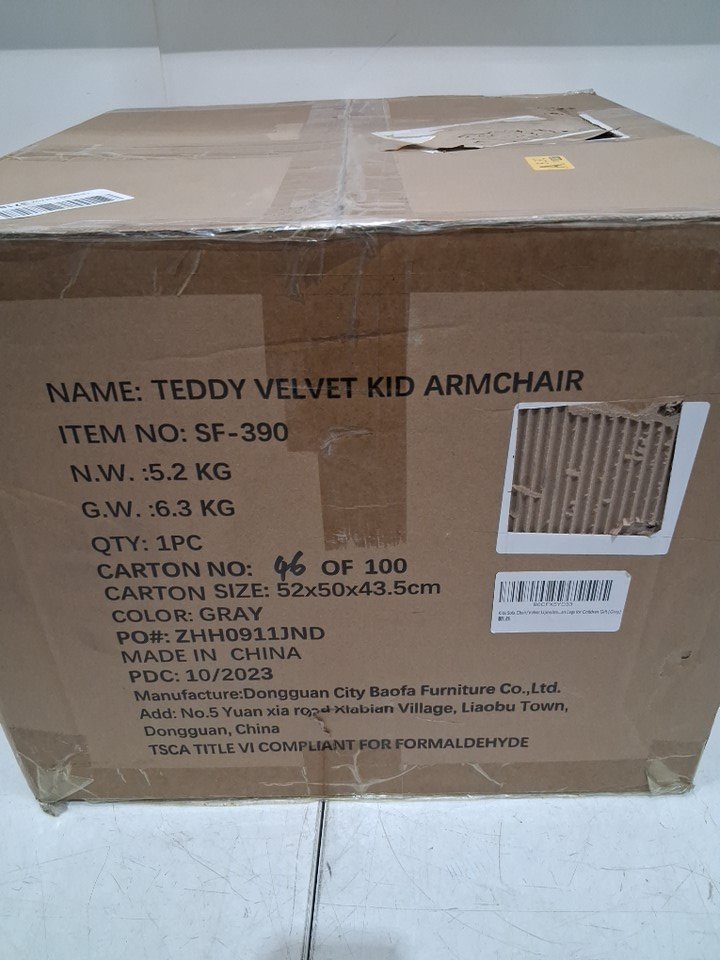 NAME: TEDDY VELVET KID ARMCHAIR
ITEM NO: SF-390
N.W. :5.2 KG
G.W. :6.3 KG
QTY: 1PC
CARTON NO: 46 OF 100
CARTON SIZE: 52x50x43.5cm
COLOR: GRAY
PO#: ZHH0911JND
MADE IN CHINA
PDC: 10/2023
Manufacture:Dongguan City Baofa Furniture Co.,Ltd.
Add: No.5 Yuan xia road Xiabian Village, Liaobu Town,
Dongguan, China
TSCA TITLE VI COMPLIANT FOR FORMALDEHYDE